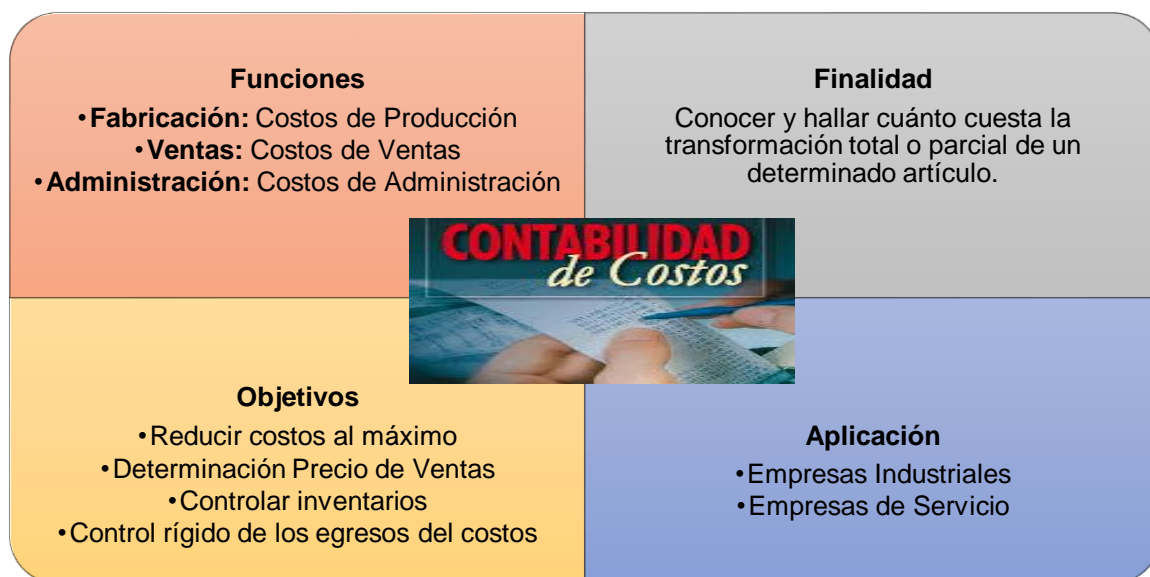 Funciones
•Fabricación: Costos de Producción
•Ventas: Costos de Ventas
•Administración: Costos de Administración
Finalidad
Conocer y hallar cuánto cuesta la
transformación total o parcial de un
determinado artículo.
CONTABILIDAD
de Costos
Objetivos
•Reducir costos al máximo
•Determinación Precio de Ventas
•Controlar inventarios
•Control rígido de los egresos del costos
Aplicación
•Empresas Industriales
•Empresas de Servicio